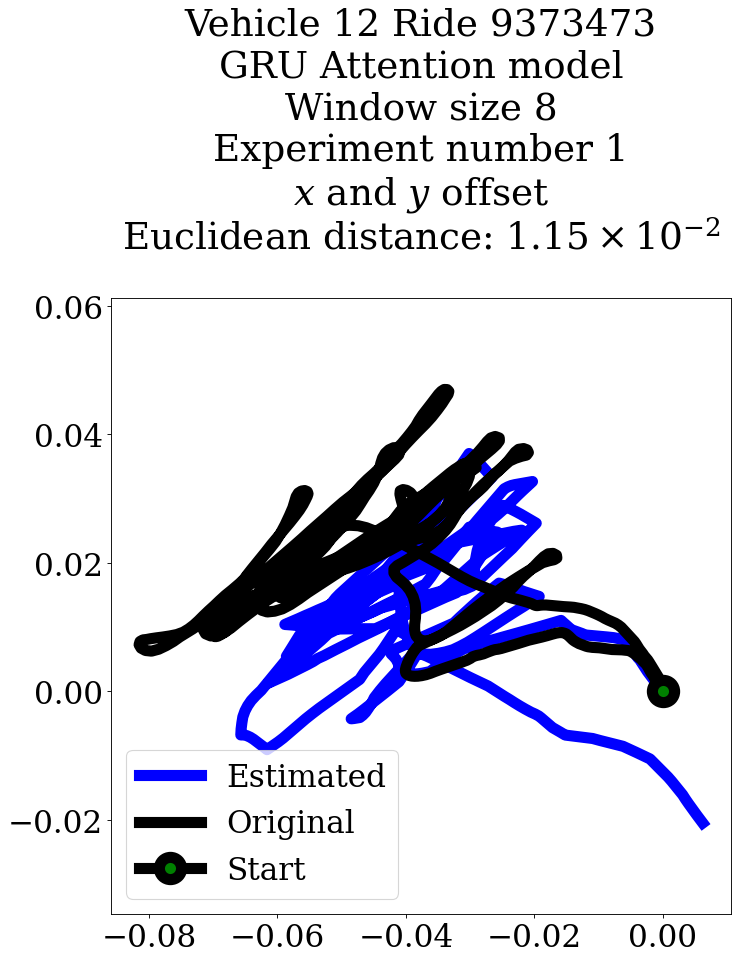 Vehicle 12 Ride 9373473
GRU Attention model
Window size 8
Experiment number 1
x and y offset
Euclidean distance: 1.15 × 10⁻²
0.06
0.04
0.02
0.00
−0.02
Estimated
Original
Start
−0.08 −0.06 −0.04 −0.02 0.00